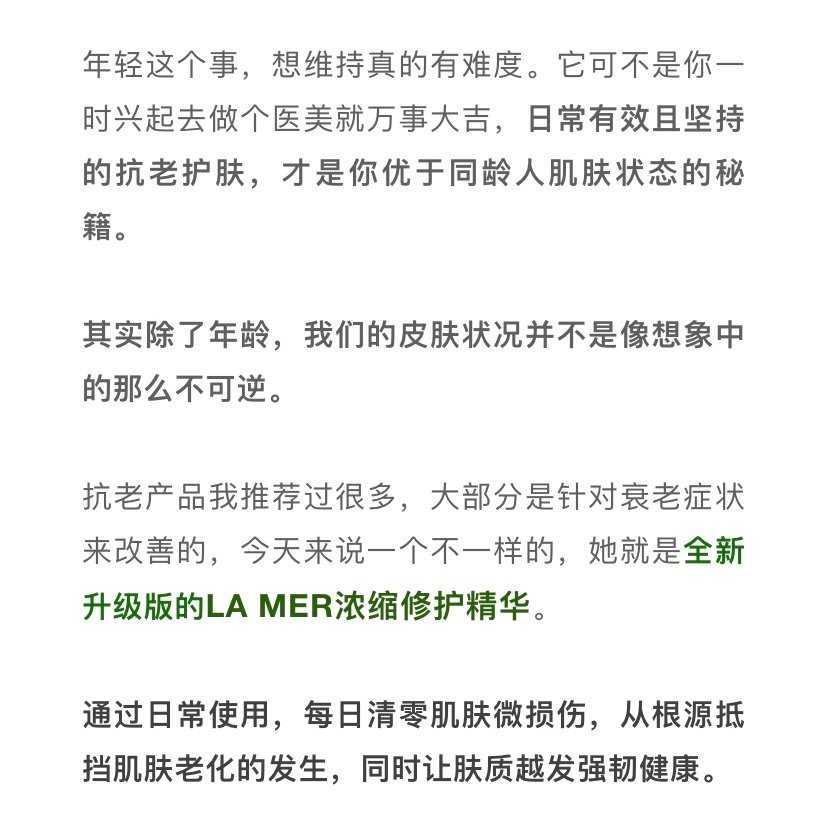 年轻这个事，想维持真的有难度。它可不是你一
时兴起去做个医美就万事大吉，日常有效且坚持
的抗老护肤，才是你优于同龄人肌肤状态的秘
籍。
其实除了年龄，我们的皮肤状况并不是像想象中
的那么不可逆。
抗老产品我推荐过很多，大部分是针对衰老症状
来改善的，今天来说一个不一样的，她就是全新
升级版的LA MER浓缩修护精华。
通过日常使用，每日清零肌肤微损伤，从根源抵
挡肌肤老化的发生，同时让肤质越发强韧健康。